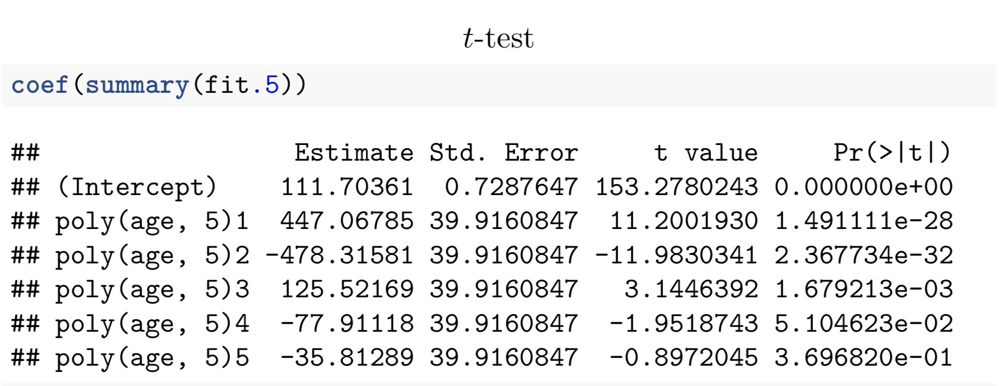 t-test
coef(summary(fit.5))
## Estimate Std. Error t value Pr(>|t|)
## (Intercept) 111.70361 0.7287647 153.2780243 0.000000e+00
## poly(age, 5)1 447.06785 39.9160847 11.2001930 1.491111e-28
## poly(age, 5)2 -478.31581 39.9160847 -11.9830341 2.367734e-32
## poly(age, 5)3 125.52169 39.9160847 3.1446392 1.679213e-03
## poly(age, 5)4 -77.91118 39.9160847 -1.9518743 5.104623e-02
## poly(age, 5)5 -35.81289 39.9160847 -0.8972045 3.696820e-01